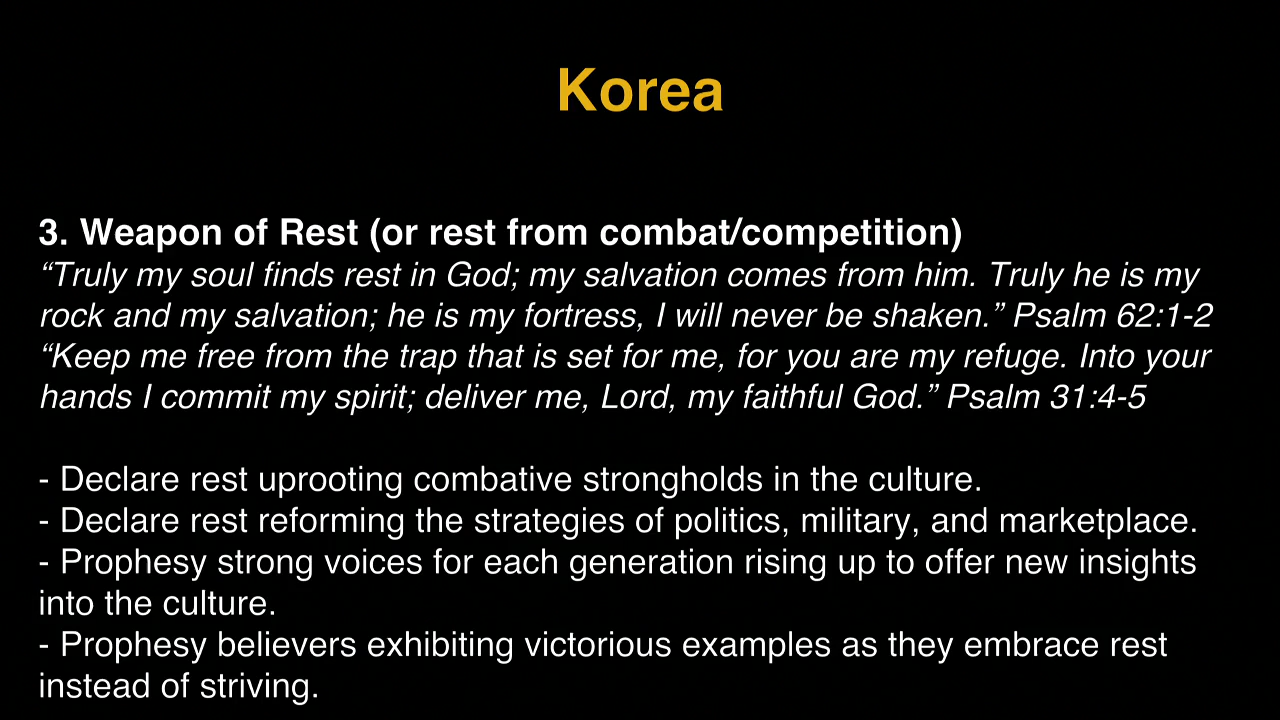 Korea
3. Weapon of Rest (or rest from combat/competition)
“Truly my soul finds rest in God; my salvation comes from him. Truly he is my
rock and my salvation; he is my fortress, I will never be shaken.” Psalm 62:1-2
“Keep me free from the trap that is set for me, for you are my refuge. Into your
hands I commit my spirit; deliver me, Lord, my faithful God.” Psalm 31:4-5
- Declare rest uprooting combative strongholds in the culture.
- Declare rest reforming the strategies of politics, military, and marketplace.
- Prophesy strong voices for each generation rising up to offer new insights
into the culture.
- Prophesy believers exhibiting victorious examples as they embrace rest
instead of striving.